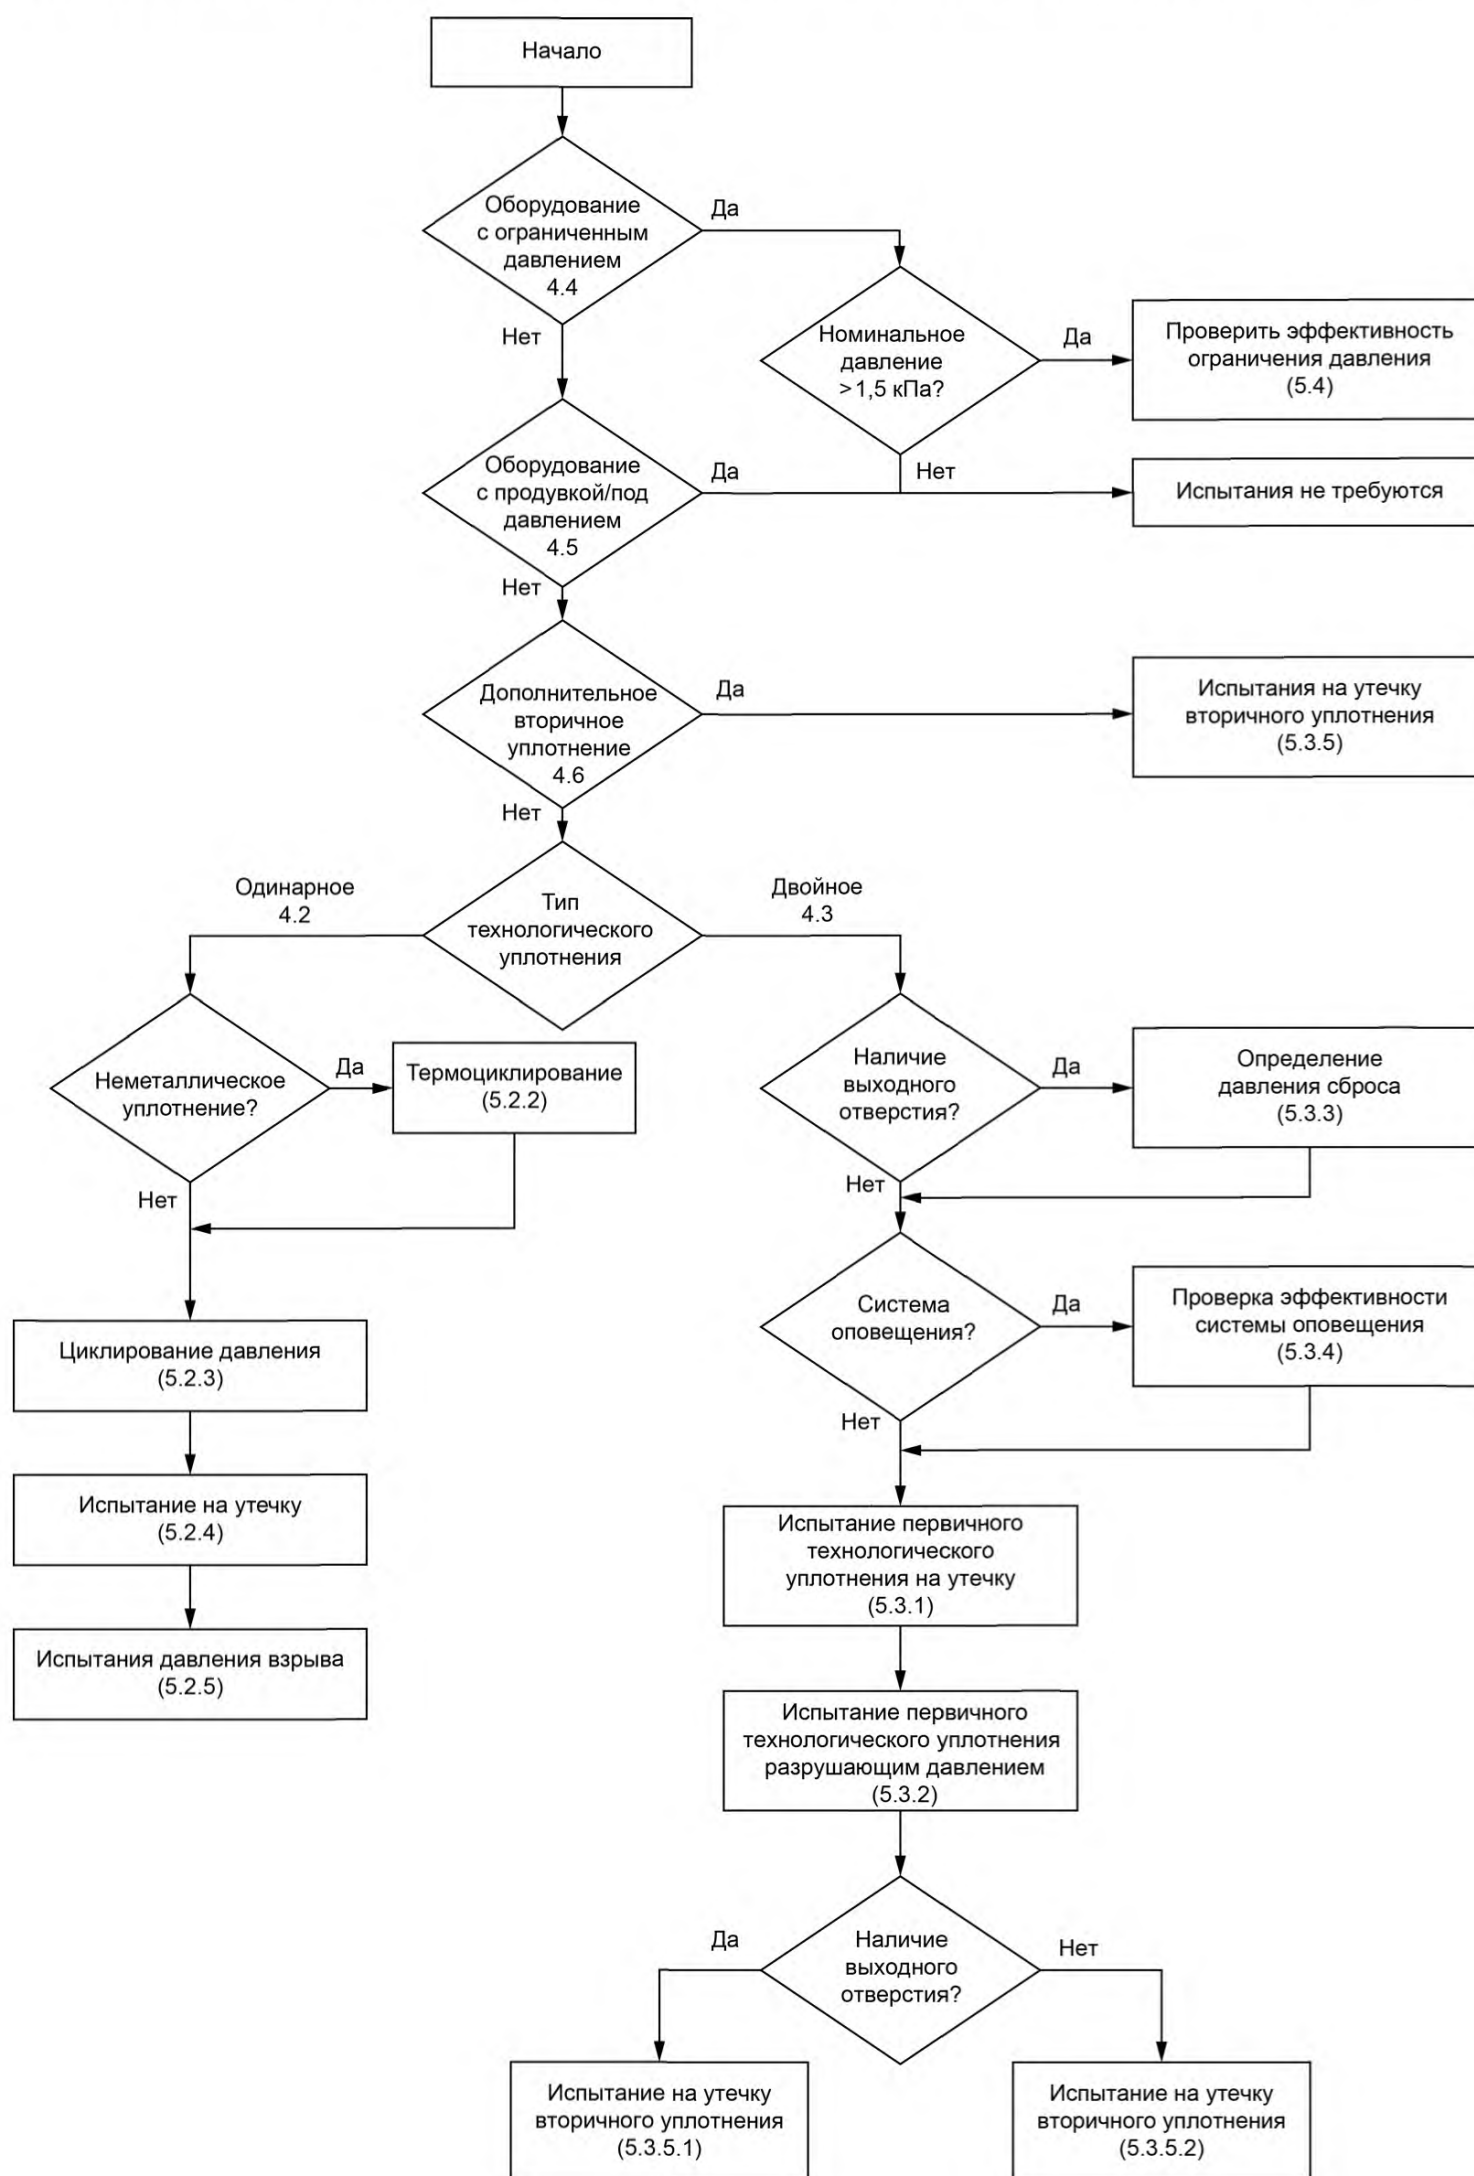 Начало
Оборудование
с ограниченным
давлением
4.4
Да
Нет
Номинальное
давление
>1,5 кПа?
Да
Проверить эффективность
ограничения давления
(5.4)
Оборудование
с продувкой/под
давлением
4.5
Да
Нет
Испытания не требуются
Нет
Дополнительное
вторичное
уплотнение
4.6
Да
Испытания на утечку
вторичного уплотнения
(5.3.5)
Нет
Тип
технологического
уплотнения
Одинарное
4.2
Двойное
4.3
Неметаллическое
уплотнение?
Да
Термоциклирование
(5.2.2)
Нет
Циклирование давления
(5.2.3)
Испытание на утечку
(5.2.4)
Испытания давления взрыва
(5.2.5)
Наличие
выходного
отверстия?
Да
Определение
давления сброса
(5.3.3)
Нет
Система
оповещения?
Да
Проверка эффективности
системы оповещения
(5.3.4)
Нет
Испытание первичного
технологического
уплотнения на утечку
(5.3.1)
Испытание первичного
технологического уплотнения
разрушающим давлением
(5.3.2)
Наличие
выходного
отверстия?
Да
Нет
Испытание на утечку
вторичного уплотнения
(5.3.5.1)
Испытание на утечку
вторичного уплотнения
(5.3.5.2)